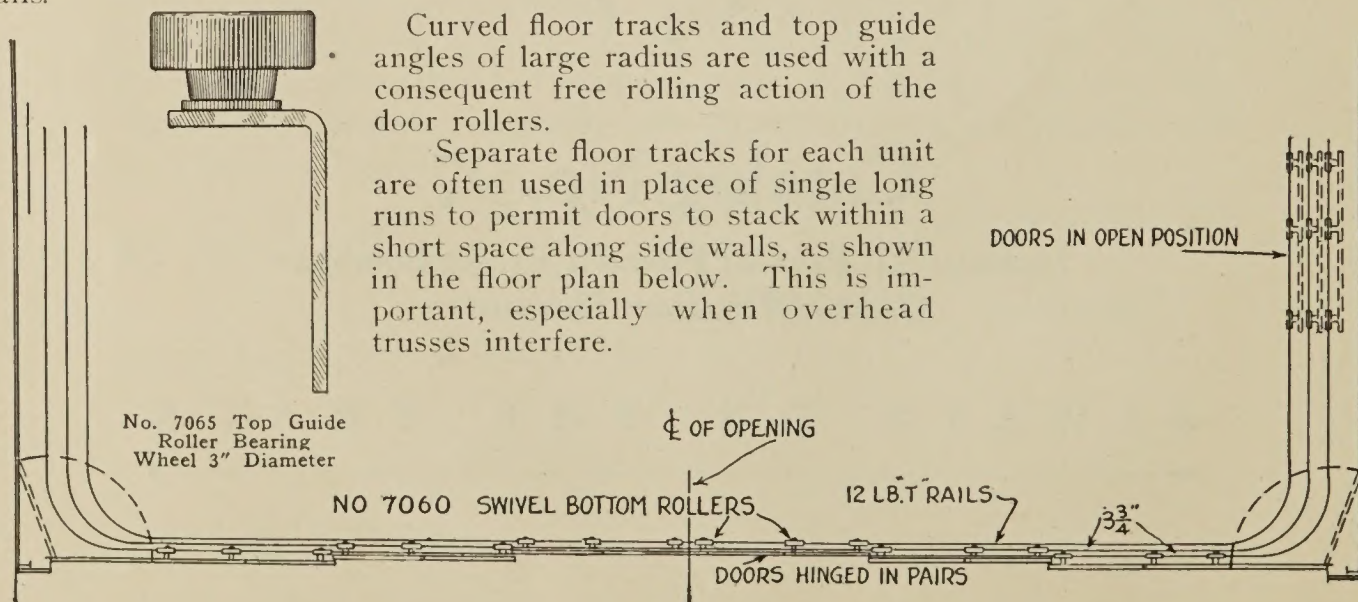 Curved floor tracks and top guide
angles of large radius are used with a
consequent free rolling action of the
door rollers.
Separate floor tracks for each unit
are often used in place of single long
runs to permit doors to stack within a
short space along side walls, as shown
in the floor plan below. This is im-
portant, especially when overhead
trusses interfere.
No. 7065 Top Guide
Roller Bearing
Wheel 3" Diameter
DOORS IN OPEN POSITION
℄ OF OPENING
NO 7060 SWIVEL BOTTOM ROLLERS
12 LB."T" RAILS
3 3/4"
DOORS HINGED IN PAIRS